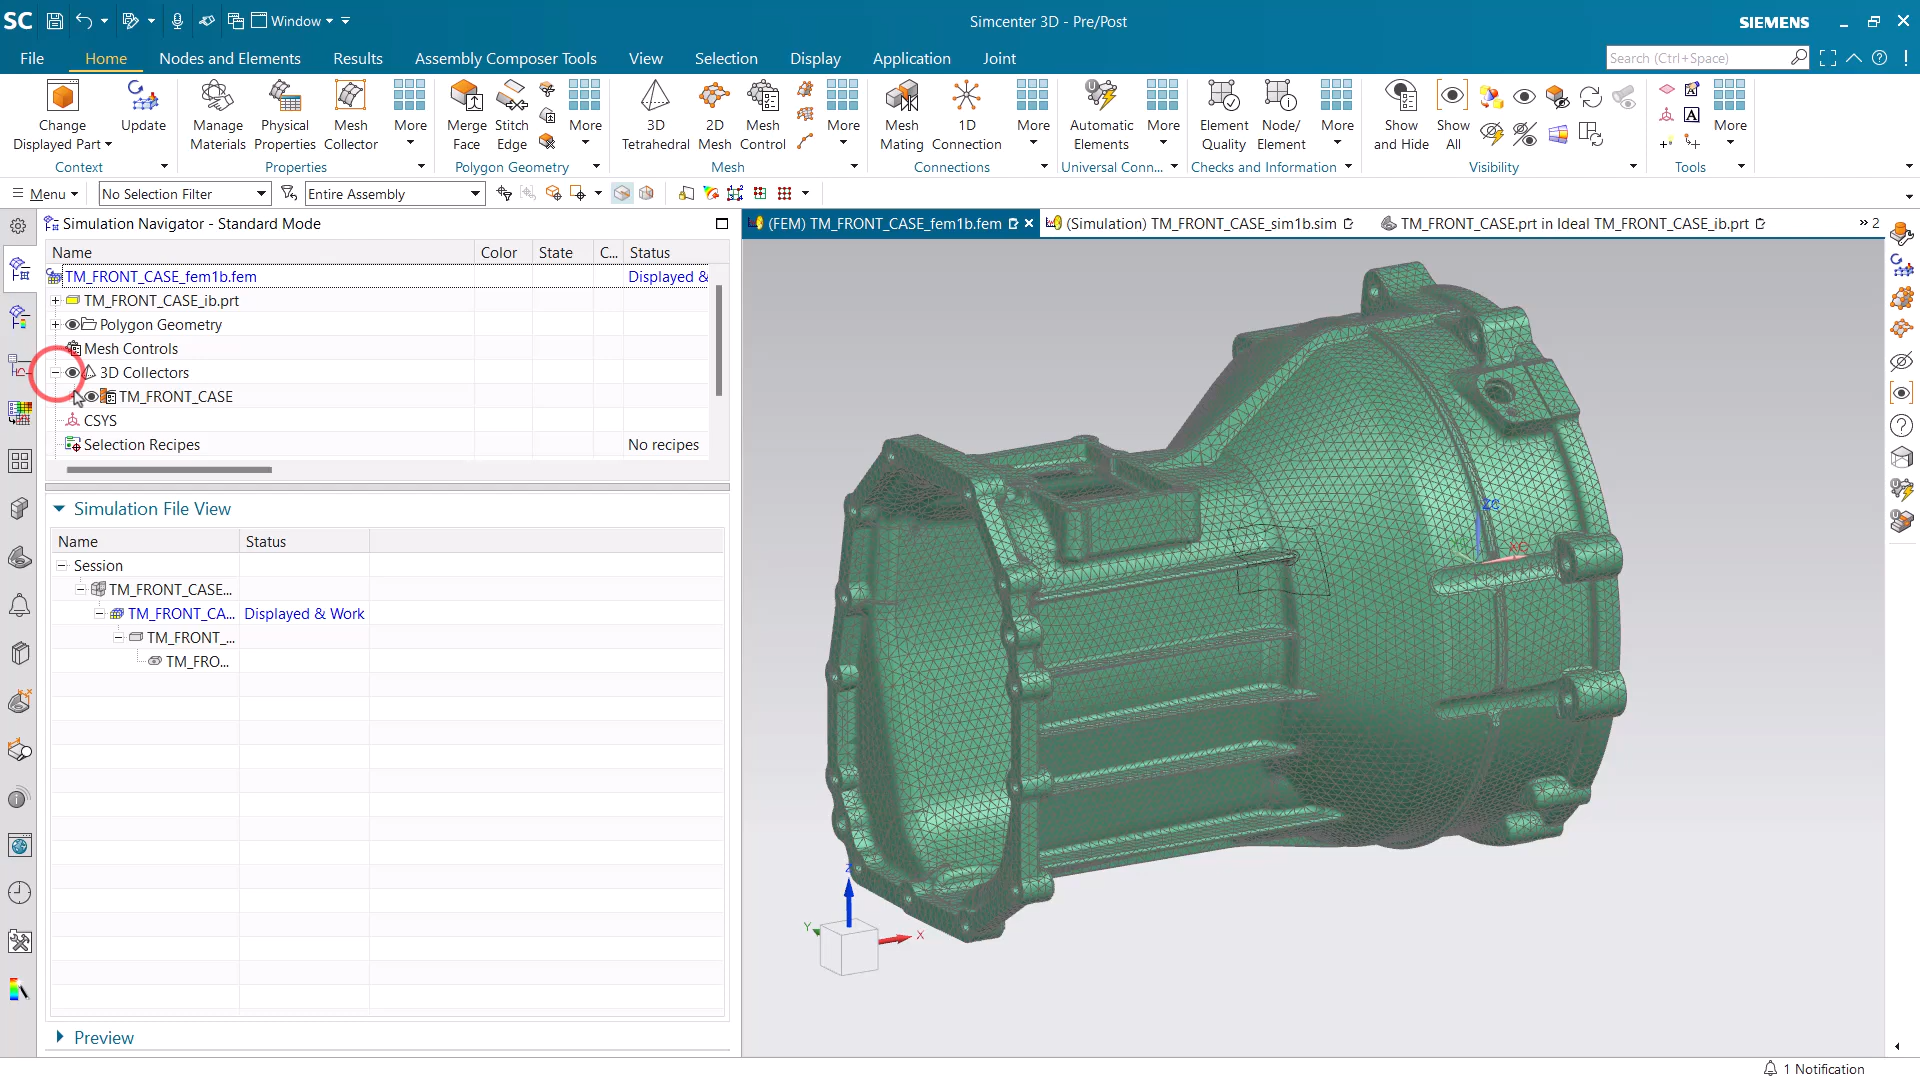 SC Window Simcenter 3D - Pre/Post SIEMENS
File Home Nodes and Elements Results Assembly Composer Tools View Selection Display Application Joint Search (Ctrl+Space)
Change Displayed Part Update Manage Materials Physical Properties Mesh Collector More Merge Face Stitch Edge More 3D Tetrahedral 2D Mesh Mesh Control More Mesh Mating 1D Connection More Automatic Elements More Element Quality Node/ Element More Show and Hide Show All More
Context Properties Polygon Geometry Mesh Connections Universal Conn... Checks and Information Visibility Tools
Menu No Selection Filter Entire Assembly
Simulation Navigator - Standard Mode
(FEM) TM_FRONT_CASE_fem1b.fem (Simulation) TM_FRONT_CASE_sim1b.sim TM_FRONT_CASE.prt in Ideal TM_FRONT_CASE_ib.prt 2
Name Color State C... Status
TM_FRONT_CASE_fem1b.fem Displayed &
TM_FRONT_CASE_ib.prt
Polygon Geometry
Mesh Controls
3D Collectors
TM_FRONT_CASE
CSYS
Selection Recipes No recipes
Simulation File View
Name Status
Session
TM_FRONT_CASE...
TM_FRONT_CA... Displayed & Work
TM_FRONT_...
TM_FRO...
Preview
ZC
XC
Z
Y
X
1 Notification